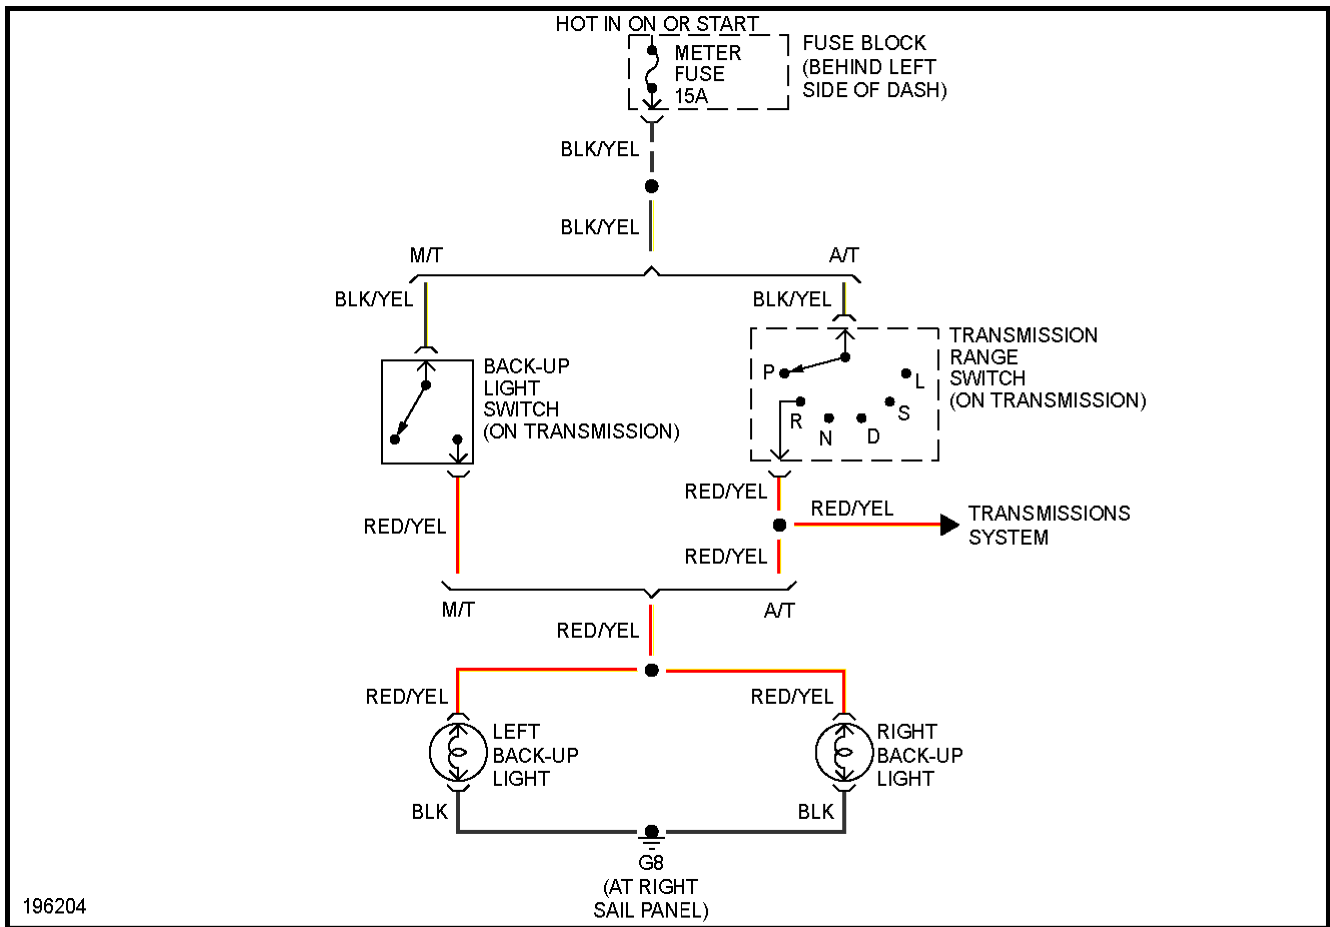 HOT IN ON OR START
METER
FUSE
15A
FUSE BLOCK
(BEHIND LEFT
SIDE OF DASH)
BLK/YEL
BLK/YEL
M/T
A/T
BLK/YEL
BLK/YEL
BACK-UP
LIGHT
SWITCH
(ON TRANSMISSION)
P
R
N
D
S
L
TRANSMISSION
RANGE
SWITCH
(ON TRANSMISSION)
RED/YEL
RED/YEL
RED/YEL
TRANSMISSIONS
SYSTEM
RED/YEL
M/T
A/T
RED/YEL
RED/YEL
RED/YEL
LEFT
BACK-UP
LIGHT
RIGHT
BACK-UP
LIGHT
BLK
BLK
G8
(AT RIGHT
SAIL PANEL)
196204